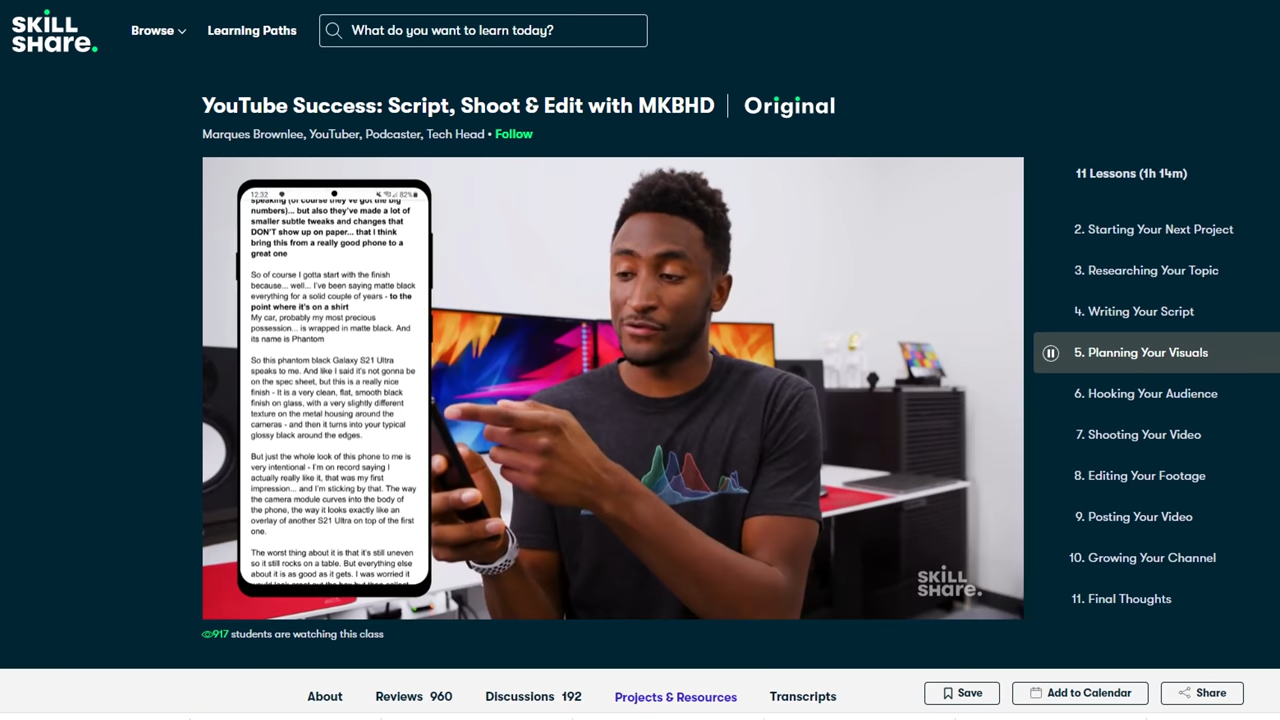 SKILL
SHARE.
Browse
Learning Paths
What do you want to learn today?
YouTube Success: Script, Shoot & Edit with MKBHD
Original
Marques Brownlee, YouTuber, Podcaster, Tech Head • Follow
12:32
82%
speaking (of course they've got the big
numbers)... but also they've made a lot of
smaller subtle tweaks and changes that
DON'T show up on paper... that I think
bring this from a really good phone to a
great one
So of course I gotta start with the finish
because... well... I've been saying matte black
everything for a solid couple of years - to the
point where it's on a shirt
My car, probably my most precious
possession... is wrapped in matte black. And
its name is Phantom
So this phantom black Galaxy S21 Ultra
speaks to me. And like I said it's not gonna be
on the spec sheet, but this is a really nice
finish - It is a very clean, flat, smooth black
finish on glass, with a very slightly different
texture on the metal housing around the
cameras - and then it turns into your typical
glossy black around the edges.
But just the whole look of this phone to me is
very intentional - I'm on record saying I
actually really like it, that was my first
impression... and I'm sticking by that. The way
the camera module curves into the body of
the phone, the way it looks exactly like an
overlay of another S21 Ultra on top of the first
one.
The worst thing about it is that it's still uneven
so it still rocks on a table. But everything else
about it is as good as it gets. I was worried it
SKILL
SHARE.
917 students are watching this class
11 Lessons (1h 14m)
2. Starting Your Next Project
3. Researching Your Topic
4. Writing Your Script
5. Planning Your Visuals
6. Hooking Your Audience
7. Shooting Your Video
8. Editing Your Footage
9. Posting Your Video
10. Growing Your Channel
11. Final Thoughts
About
Reviews 960
Discussions 192
Projects & Resources
Transcripts
Save
Add to Calendar
Share